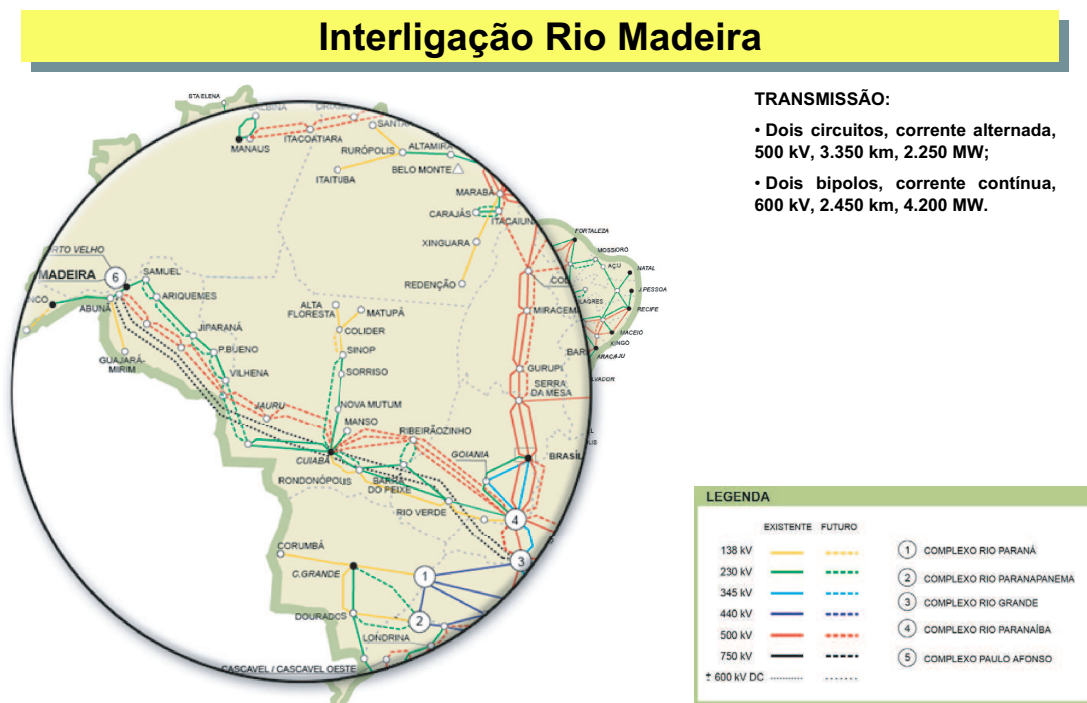 Interligação Rio Madeira
TRANSMISSÃO:
• Dois circuitos, corrente alternada,
500 kV, 3.350 km, 2.250 MW;
• Dois bipolos, corrente contínua,
600 kV, 2.450 km, 4.200 MW.
STA.ELENA
MANAUS
ITACOATIARA
RURÓPOLIS
ALTAMIRA
BELO MONTE
ITAITUBA
MARABÁ
CARAJÁS
XINGUARA
REDENÇÃO
FORTALEZA
MOSSORÓ
AÇU
NATAL
J.PESSOA
RECIFE
MACEIÓ
ARACAJU
MIRACEMA
GURUPI
SERRA
DA MESA
MADEIRA
6
SAMUEL
ARIQUEMES
ABUNÃ
JIPARANÁ
P.BUENO
GUAJARÁ-
MIRIM
VILHENA
JAURU
ALTA
FLORESTA
MATUPÁ
COLIDER
SINOP
SORRISO
NOVA MUTUM
MANSO
RIBEIRÃOZINHO
GOIANIA
CUIABÁ
RONDONÓPOLIS
BARRA
DO PEIXE
RIO VERDE
4
3
CORUMBÁ
C.GRANDE
1
2
DOURADOS
LONDRINA
CASCAVEL / CASCAVEL OESTE
LEGENDA
EXISTENTE FUTURO
138 kV
230 kV
345 kV
440 kV
500 kV
750 kV
± 600 kV DC
1 COMPLEXO RIO PARANÁ
2 COMPLEXO RIO PARANAPANEMA
3 COMPLEXO RIO GRANDE
4 COMPLEXO RIO PARANAÍBA
5 COMPLEXO PAULO AFONSO